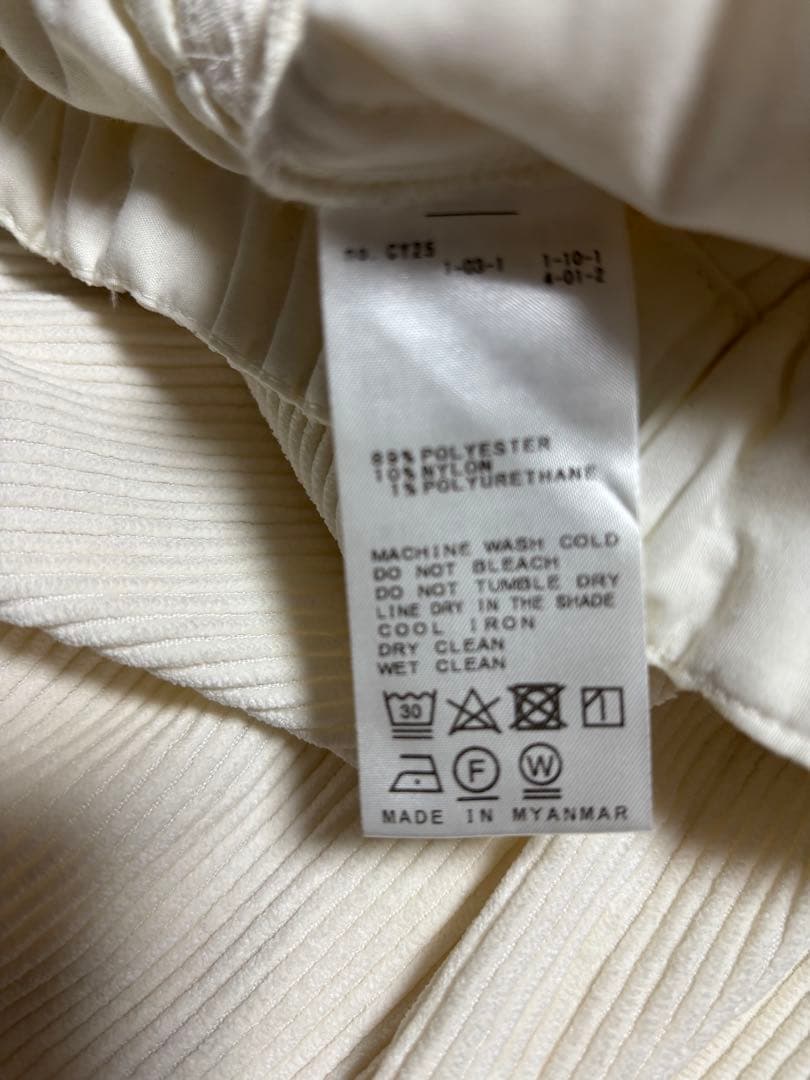 no. CY25
1-03-1 1-10-1
4-01-2
89% POLYESTER
10% NYLON
1% POLYURETHANE
MACHINE WASH COLD
DO NOT BLEACH
DO NOT TUMBLE DRY
LINE DRY IN THE SHADE
COOL IRON
DRY CLEAN
WET CLEAN
30
F W
MADE IN MYANMAR